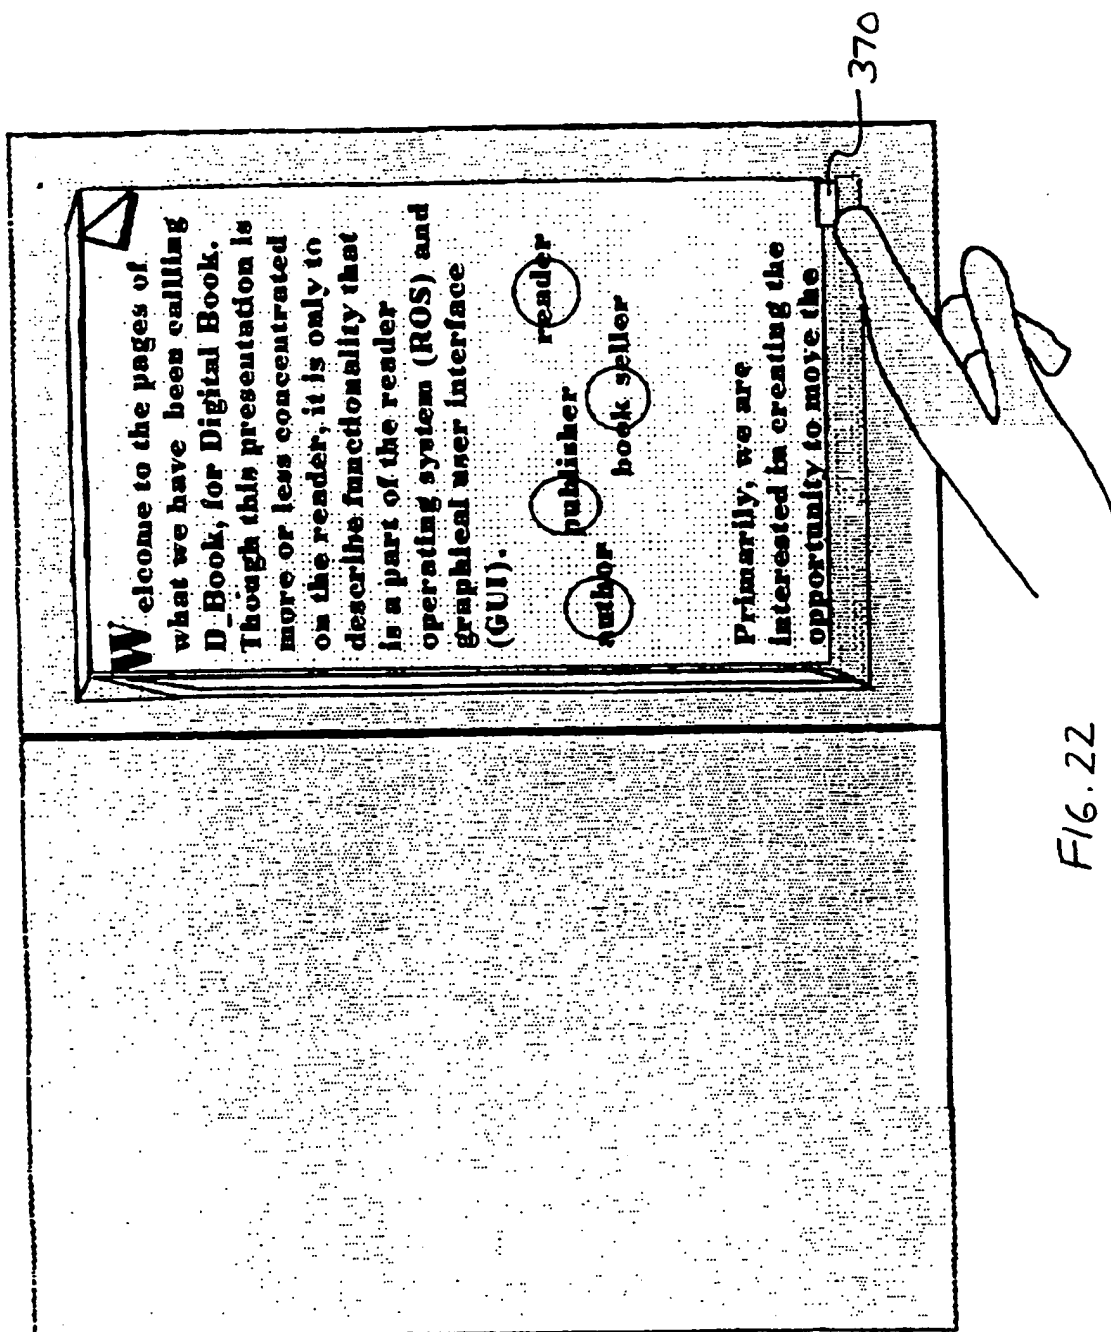 Welcome to the pages of
what we have been calling
D_Book, for Digital Book.
Though this presentation is
more or less concentrated
on the reader, it is only to
describe functionality that
is a part of the reader
operating system (ROS) and
graphical user interface
(GUI).
author
publisher
book seller
reader
Primarily, we are
interested in creating the
opportunity to move the
370
FIG. 22